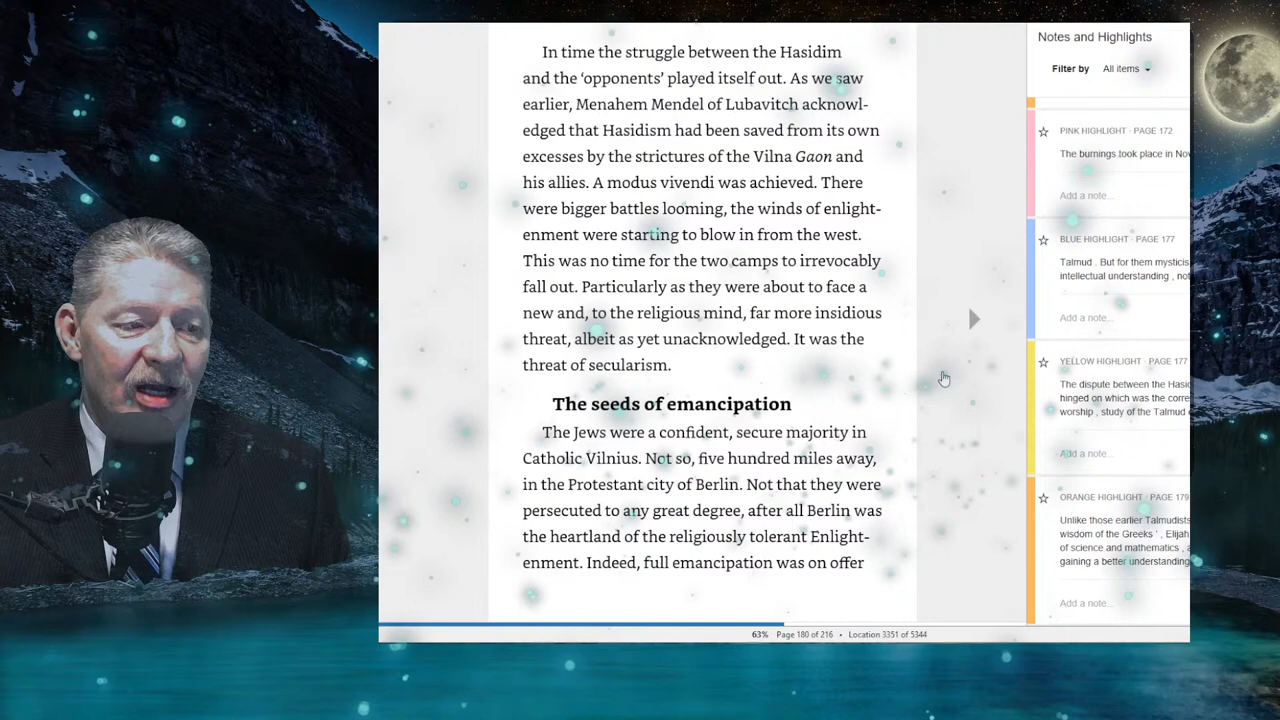 In time the struggle between the Hasidim
and the ‘opponents’ played itself out. As we saw
earlier, Menahem Mendel of Lubavitch acknowl-
edged that Hasidism had been saved from its own
excesses by the strictures of the Vilna Gaon and
his allies. A modus vivendi was achieved. There
were bigger battles looming, the winds of enlight-
enment were starting to blow in from the west.
This was no time for the two camps to irrevocably
fall out. Particularly as they were about to face a
new and, to the religious mind, far more insidious
threat, albeit as yet unacknowledged. It was the
threat of secularism.
The seeds of emancipation
The Jews were a confident, secure majority in
Catholic Vilnius. Not so, five hundred miles away,
in the Protestant city of Berlin. Not that they were
persecuted to any great degree, after all Berlin was
the heartland of the religiously tolerant Enlight-
enment. Indeed, full emancipation was on offer
63% Page 180 of 216 • Location 3351 of 5344
Notes and Highlights
Filter by All items
PINK HIGHLIGHT · PAGE 172
The burnings took place in Nov
Add a note...
BLUE HIGHLIGHT · PAGE 177
Talmud . But for them mysticis
intellectual understanding , not
Add a note...
YELLOW HIGHLIGHT · PAGE 177
The dispute between the Hasid
hinged on which was the corre
worship , study of the Talmud
Add a note...
ORANGE HIGHLIGHT · PAGE 179
Unlike those earlier Talmudists
wisdom of the Greeks ' , Elijah
of science and mathematics ,
gaining a better understanding
Add a note...